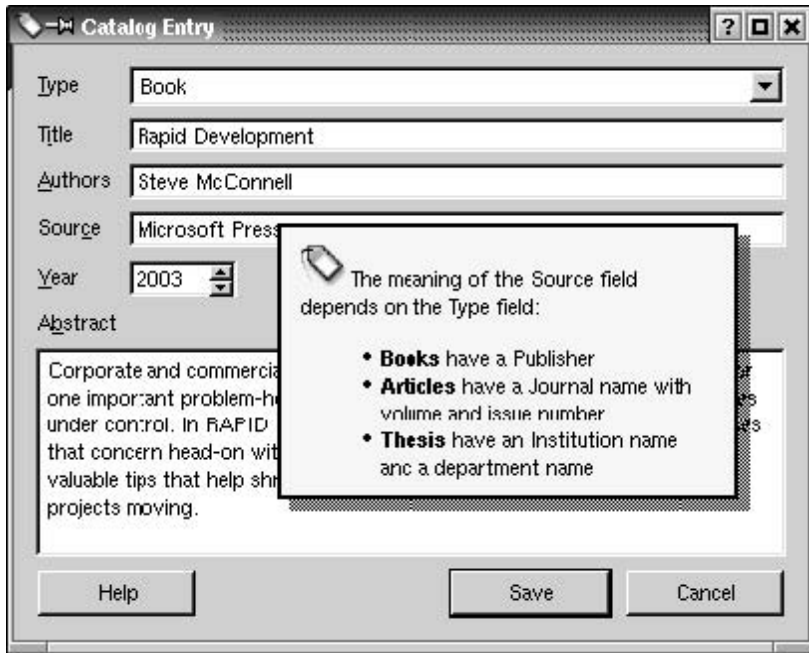 Catalog Entry
Type Book
Title Rapid Development
Authors Steve McConnell
Source Microsoft Press
Year 2003
Abstract
The meaning of the Source field
depends on the Type field:
• Books have a Publisher
• Articles have a Journal name with
volume and issue number
• Thesis have an Institution name
and a department name
Corporate and commercia
one important problem-h
under control. In RAPID
that concern head-on wit
valuable tips that help shr
projects moving.
Help Save Cancel